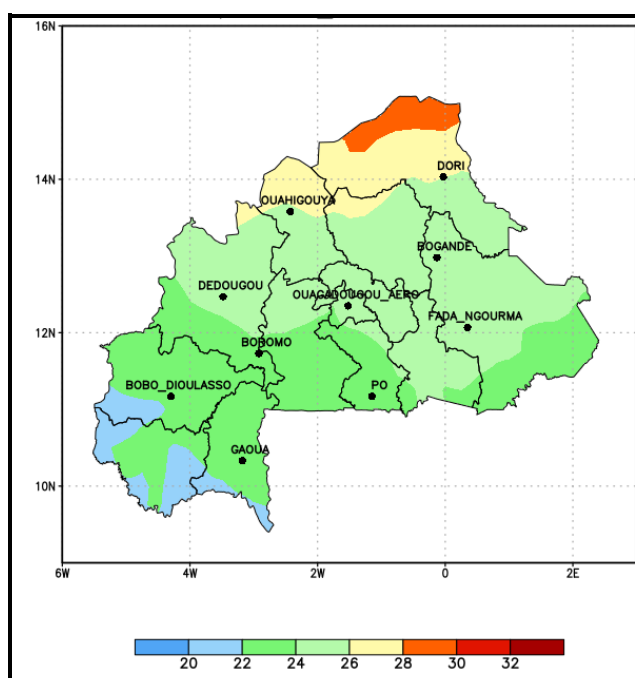 16N
DORI
14N
OUAHIGOUYA
BOGANDE
DEDOUGOU
OUAGADOUGOU_AERO
FADA_NGOURMA
12N
BOROMO
BOBO_DIOULASSO
PO
GAOUA
10N
6W 4W 2W 0 2E
20 22 24 26 28 30 32